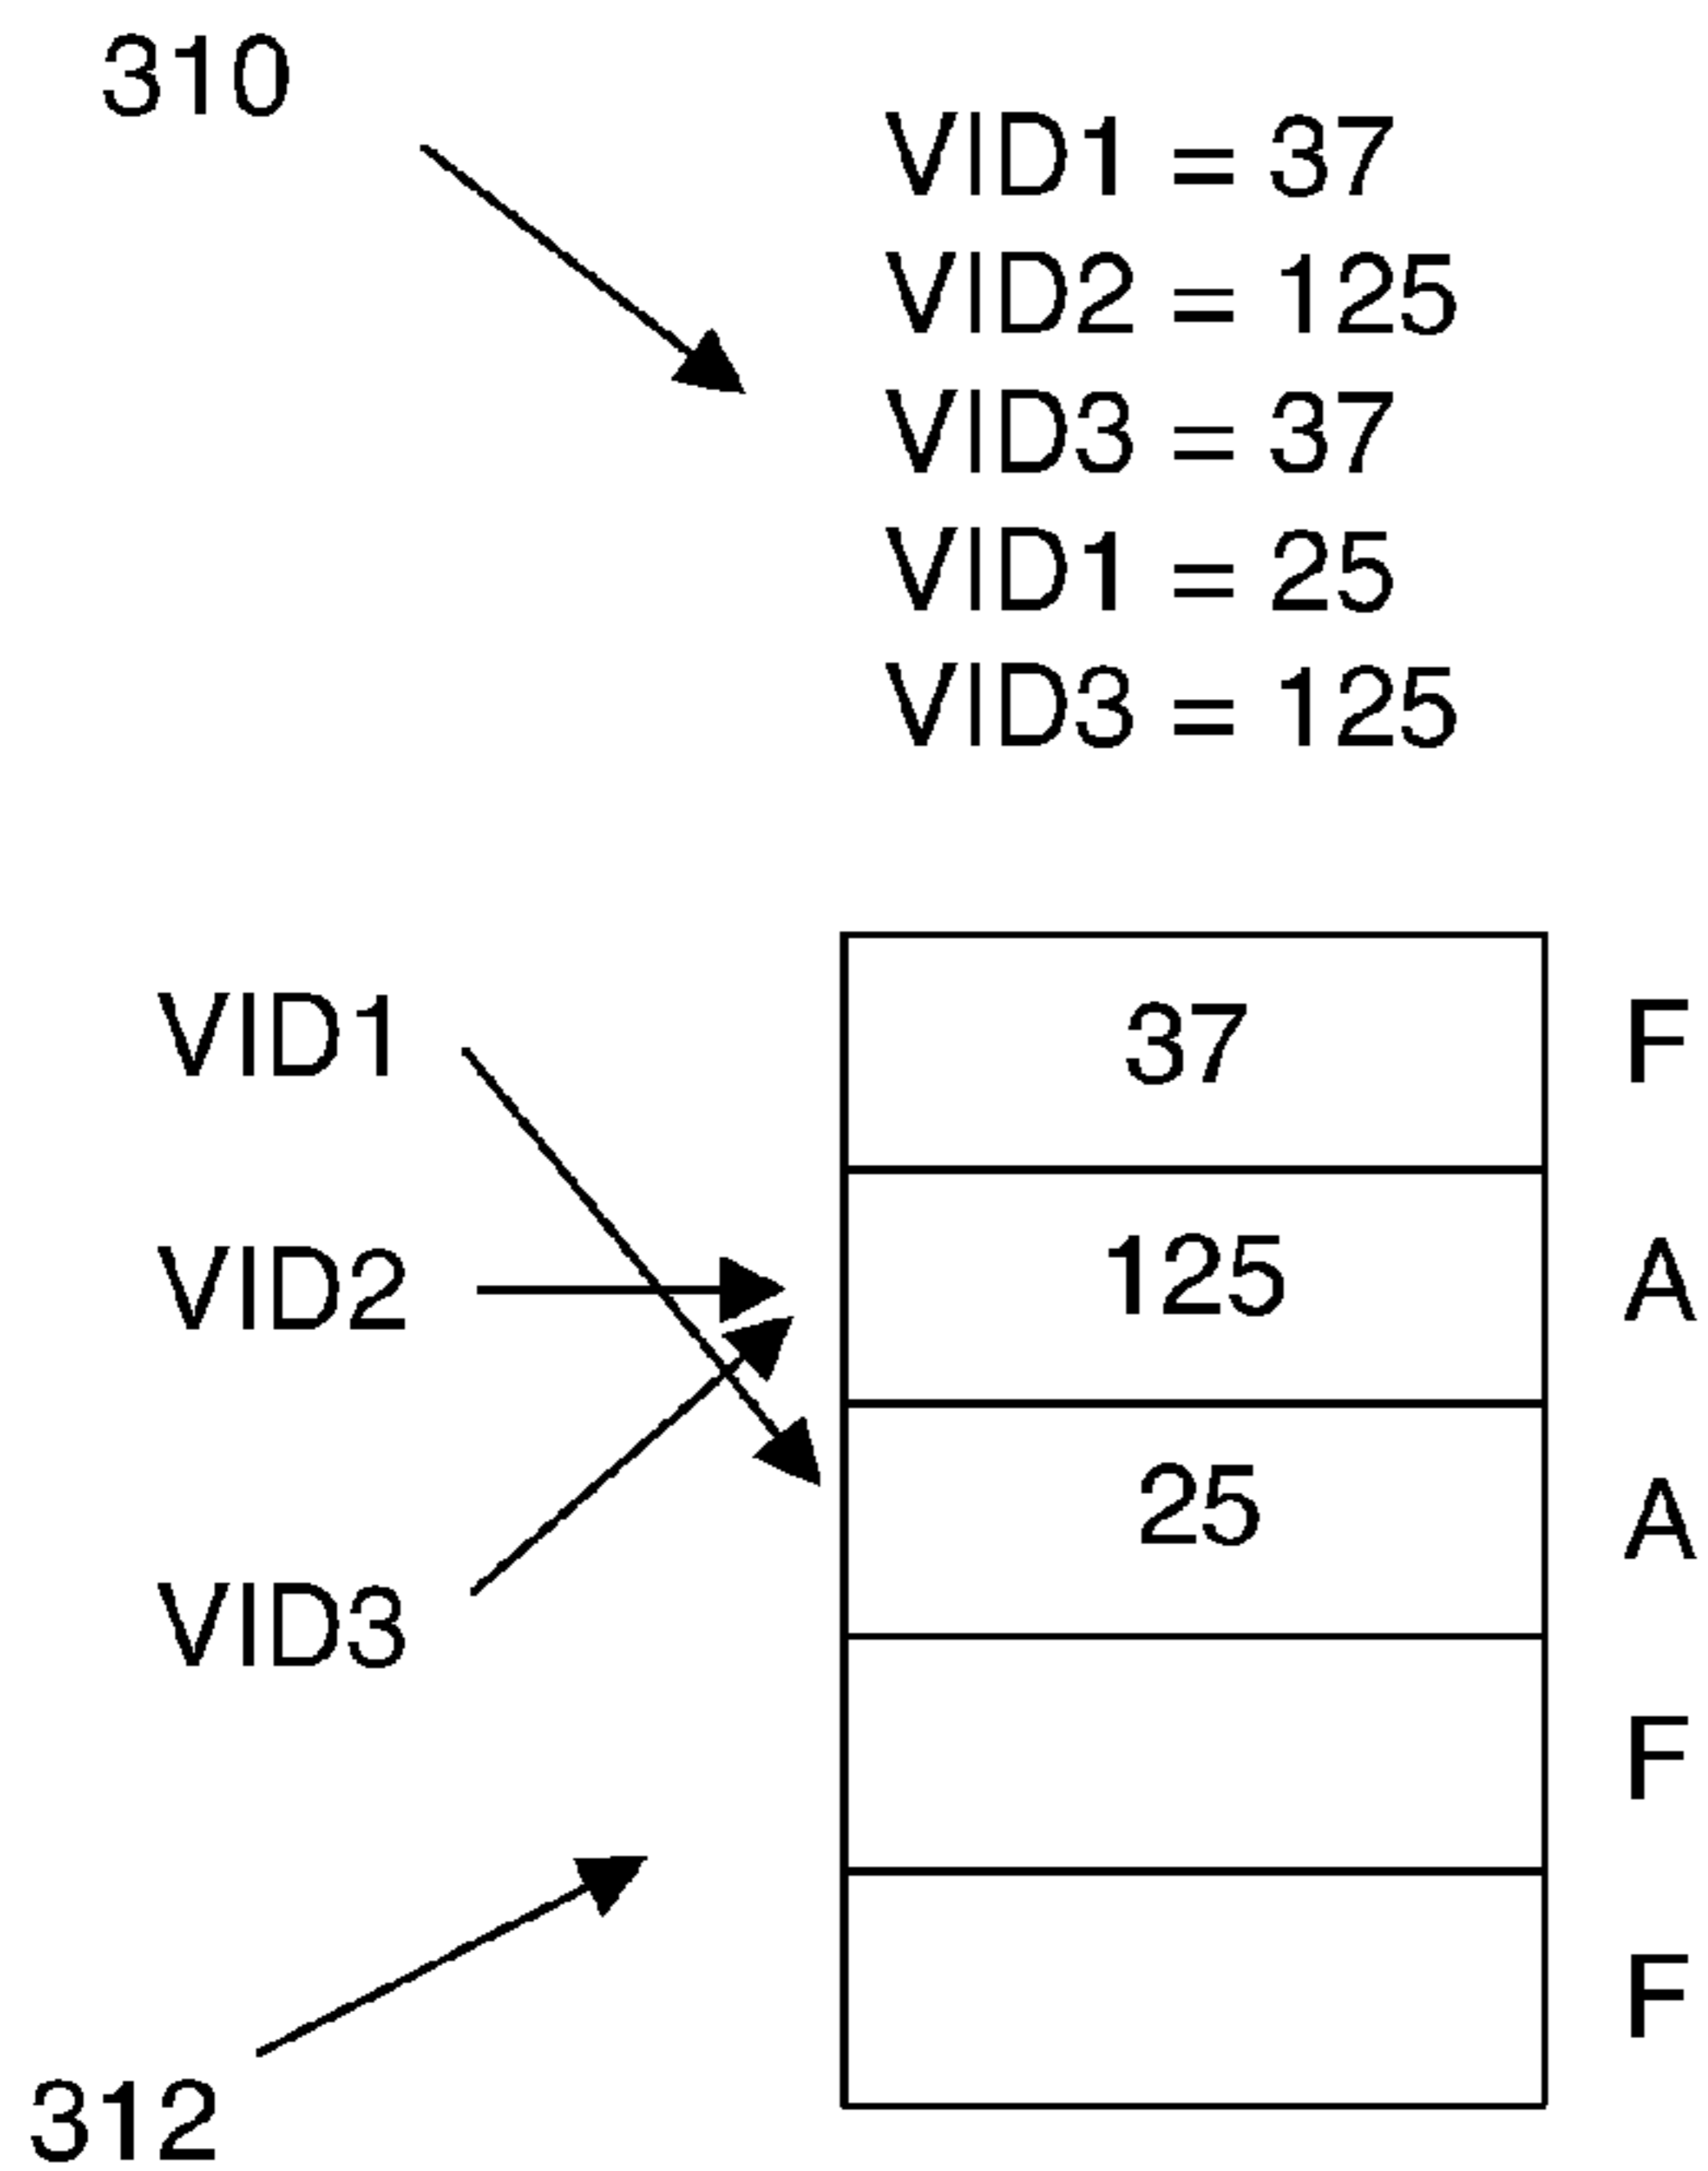 310
VID1 = 37
VID2 = 125
VID3 = 37
VID1 = 25
VID3 = 125
VID1 37 F
VID2 125 A
25 A
VID3
F
F
312